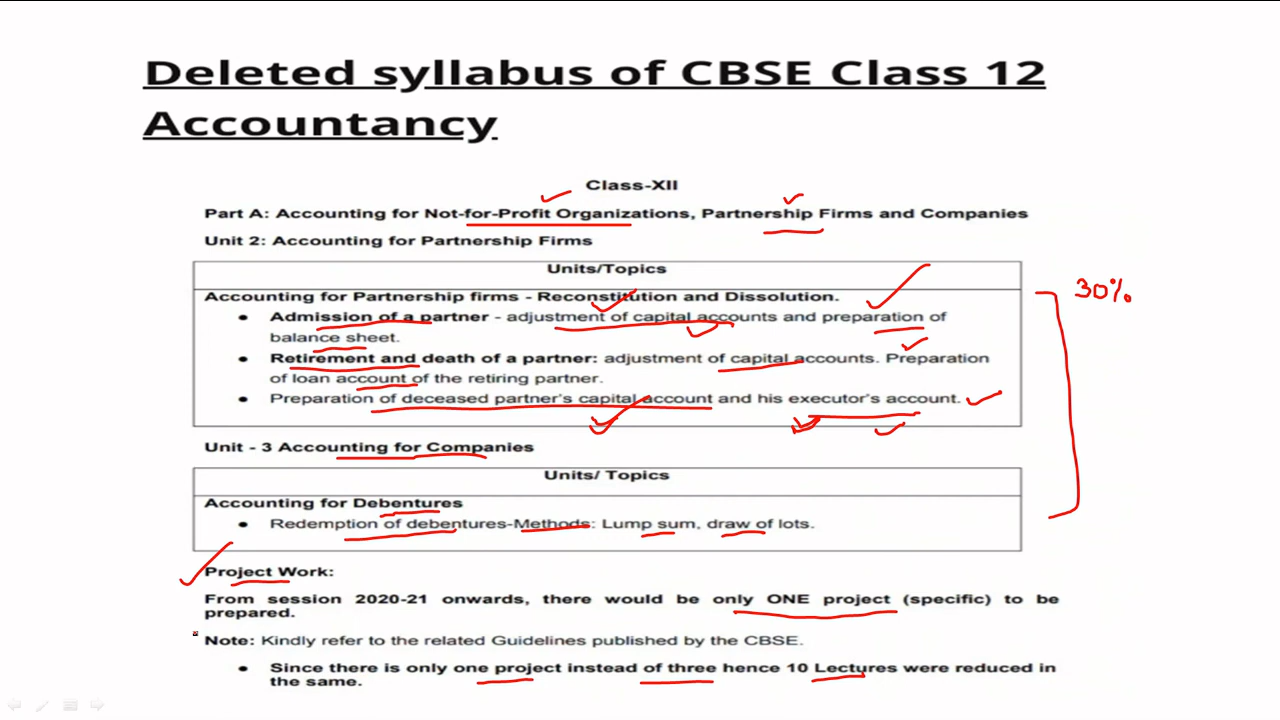 Deleted syllabus of CBSE Class 12
Accountancy
Class-XII
Part A: Accounting for Not-for-Profit Organizations, Partnership Firms and Companies
Unit 2: Accounting for Partnership Firms
Units/Topics
Accounting for Partnership firms - Reconstitution and Dissolution.
• Admission of a partner - adjustment of capital accounts and preparation of
balance sheet.
• Retirement and death of a partner: adjustment of capital accounts. Preparation
of loan account of the retiring partner.
• Preparation of deceased partner's capital account and his executor's account.
30%
Unit - 3 Accounting for Companies
Units/ Topics
Accounting for Debentures
• Redemption of debentures-Methods: Lump sum, draw of lots.
Project Work:
From session 2020-21 onwards, there would be only ONE project (specific) to be
prepared.
Note: Kindly refer to the related Guidelines published by the CBSE.
• Since there is only one project instead of three hence 10 Lectures were reduced in
the same.